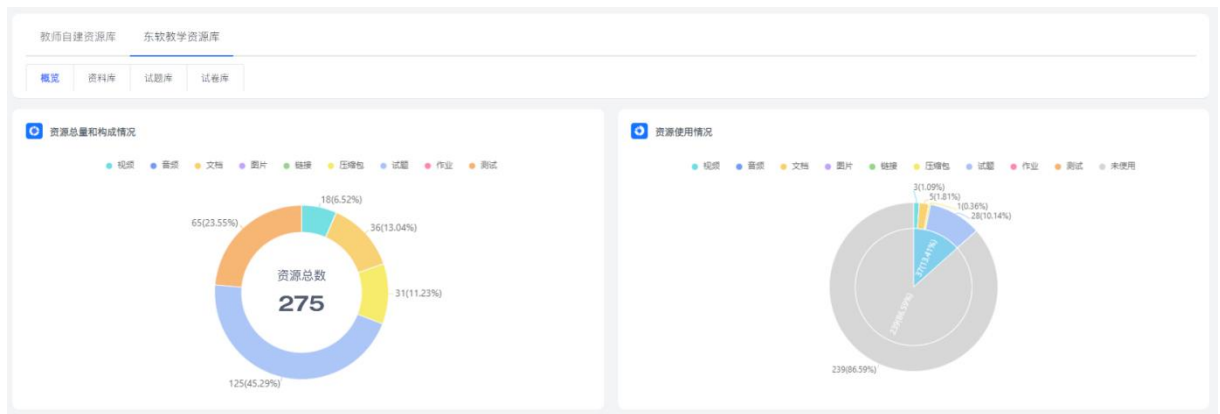 教师自建资源库 东软教学资源库
概览 资料库 试题库 试卷库
资源总量和构成情况
视频 音频 文档 图片 链接 压缩包 试题 作业 测试
18(6.52%)
65(23.55%)
36(13.04%)
资源总数
275
31(11.23%)
125(45.29%)
资源使用情况
视频 音频 文档 图片 链接 压缩包 试题 作业 测试 未使用
3(1.09%)
5(1.81%)
1(0.36%)
28(10.14%)
37(13.41%)
239(86.59%)
239(86.59%)